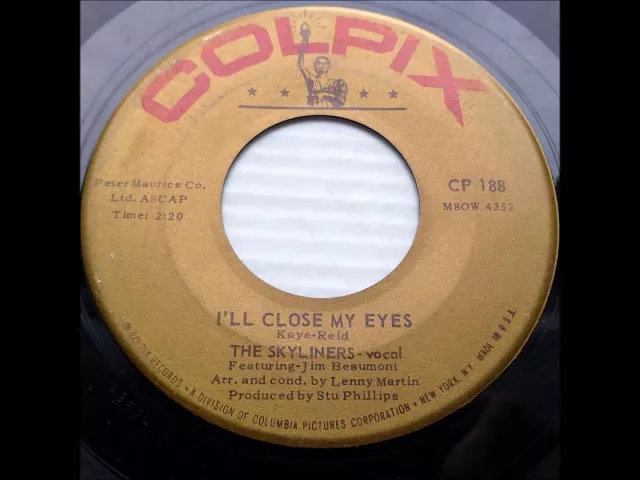 COLPIX
Peter Maurice Co.
Ltd. ASCAP
Time: 2:20
CP 188
M8OW 4352
I'LL CLOSE MY EYES
Kaye-Reid
THE SKYLINERS - vocal
Featuring-Jim Beaumont
Arr. and cond. by Lenny Martin
Produced by Stu Phillips
© COLPIX RECORDS • A DIVISION OF COLUMBIA PICTURES CORPORATION • NEW YORK, N.Y. MADE IN U.S.A.